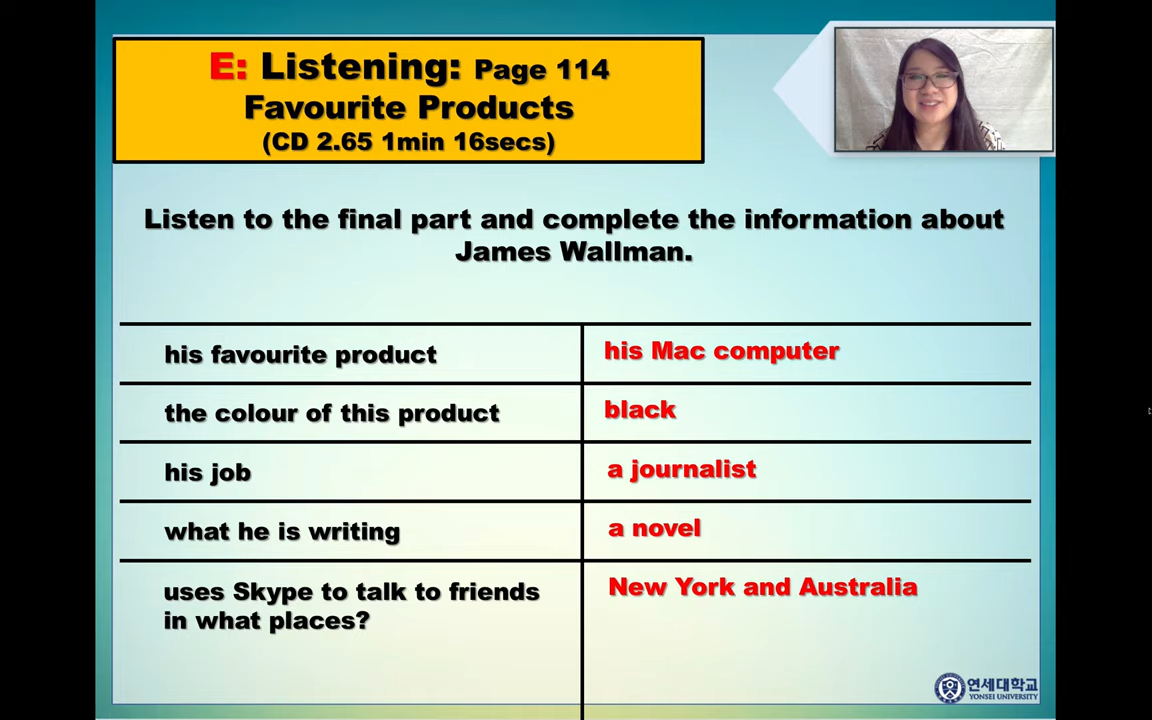 E: Listening: Page 114
Favourite Products
(CD 2.65 1min 16secs)
Listen to the final part and complete the information about
James Wallman.
his favourite product
his Mac computer
the colour of this product
black
his job
a journalist
what he is writing
a novel
uses Skype to talk to friends
in what places?
New York and Australia
연세대학교
YONSEI UNIVERSITY